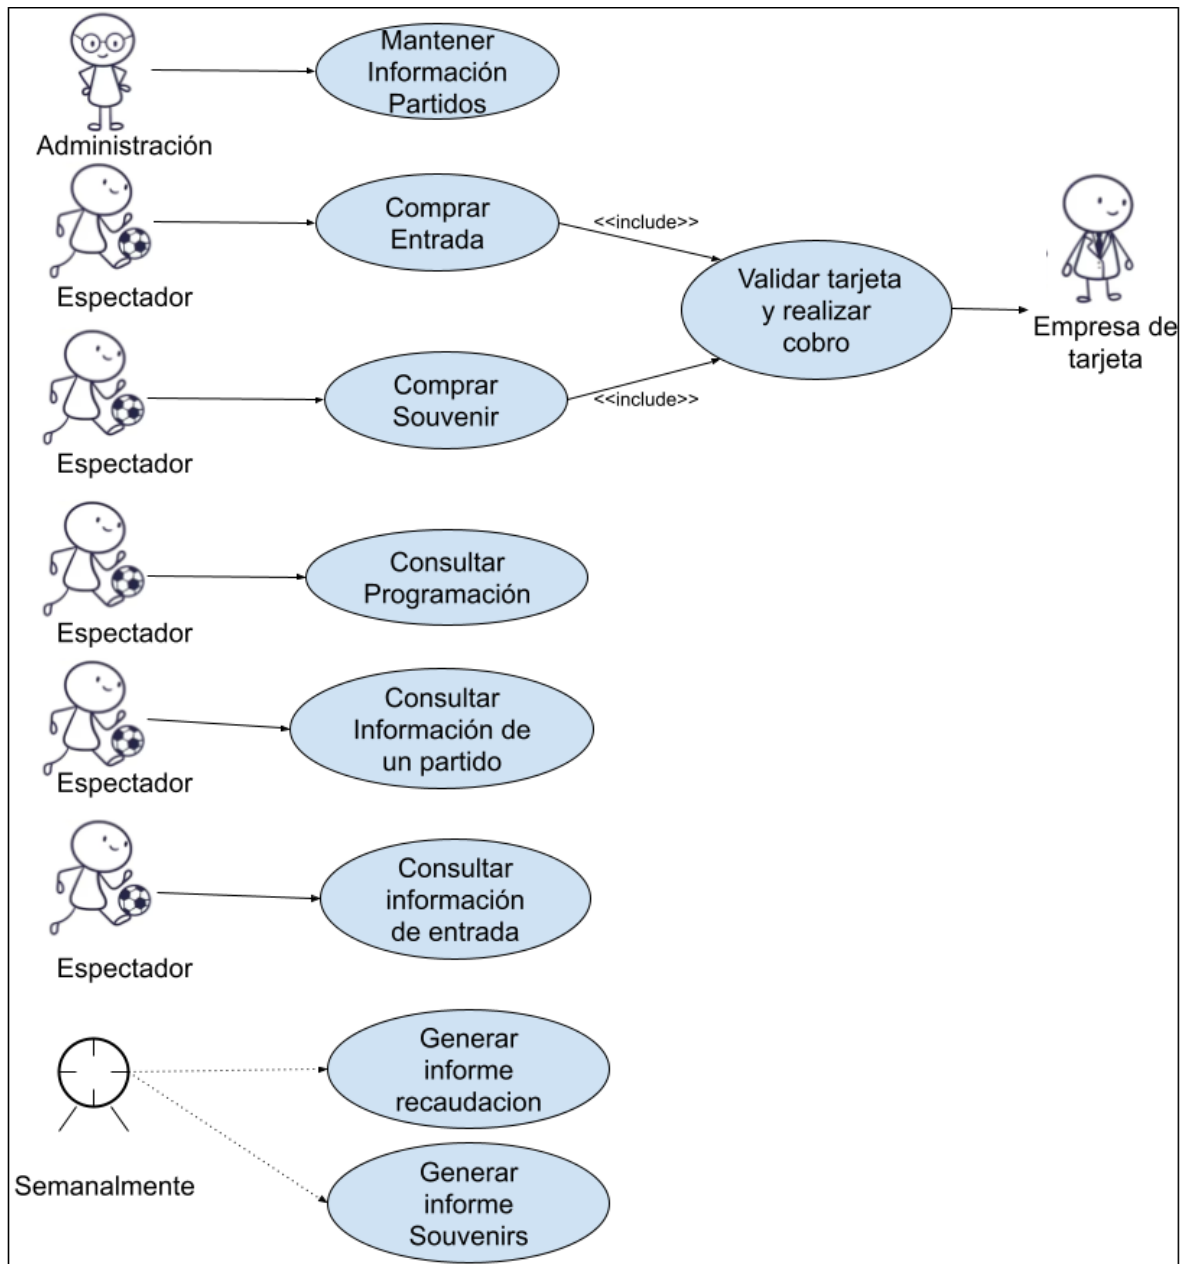 Mantener
Información
Partidos
Administración
Comprar
Entrada
<<include>>
Espectador
Validar tarjeta
y realizar
cobro
Empresa de
tarjeta
Comprar
Souvenir
<<include>>
Espectador
Consultar
Programación
Espectador
Consultar
Información de
un partido
Espectador
Consultar
información
de entrada
Espectador
Generar
informe
recaudacion
Semanalmente
Generar
informe
Souvenirs